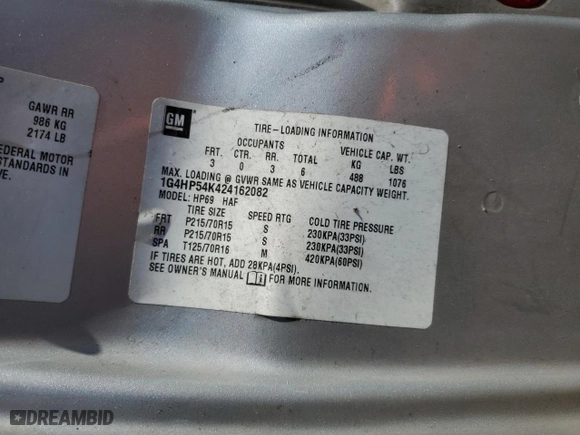 P
GAWR RR
986 KG
2174 LB
FEDERAL MOTOR
STANDARDS IN
VE.
GM
TIRE-LOADING INFORMATION
OCCUPANTS VEHICLE CAP. WT.
FRT. CTR. RR. TOTAL KG LBS
3 0 3 6 488 1076
MAX. LOADING @ GVWR SAME AS VEHICLE CAPACITY WEIGHT.
1G4HP54K424162082
MODEL: HP69 HAF
TIRE SIZE SPEED RTG COLD TIRE PRESSURE
FRT P215/70R15 S 230KPA(33PSI)
RR P215/70R15 S 230KPA(33PSI)
SPA T125/70R16 M 420KPA(60PSI)
IF TIRES ARE HOT, ADD 28KPA(4PSI).
SEE OWNER'S MANUAL FOR MORE INFORMATION.
DREAMBID